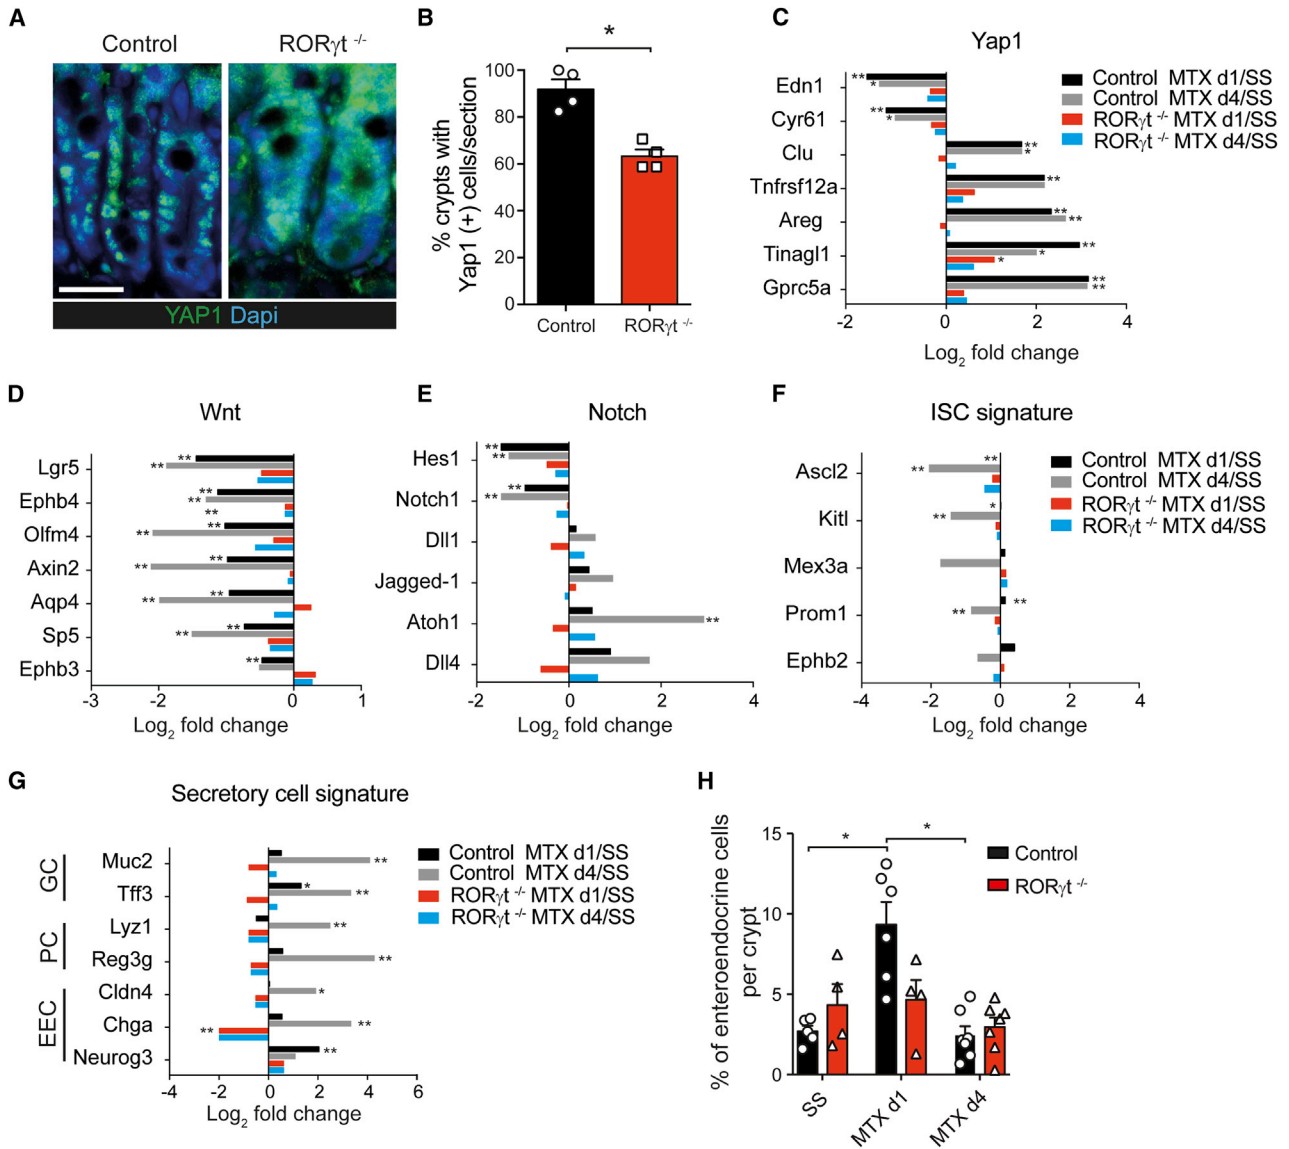 A
Control
RORγt -/-
YAP1 Dapi
B
*
% crypts with
Yap1 (+) cells/section
100
80
60
40
20
0
Control
RORγt -/-
C
Yap1
Edn1
Cyr61
Clu
Tnfrsf12a
Areg
Tinagl1
Gprc5a
**
*
**
*
**
*
**
**
**
**
*
*
**
**
-2
0
2
4
Log2 fold change
Control MTX d1/SS
Control MTX d4/SS
RORγt -/- MTX d1/SS
RORγt -/- MTX d4/SS
D
Wnt
Lgr5
Ephb4
Olfm4
Axin2
Aqp4
Sp5
Ephb3
**
**
**
**
**
**
**
**
**
**
**
**
**
**
-3
-2
0
1
Log2 fold change
E
Notch
Hes1
Notch1
Dll1
Jagged-1
Atoh1
Dll4
**
**
**
**
**
-2
0
2
4
Log2 fold change
F
ISC signature
Ascl2
Kitl
Mex3a
Prom1
Ephb2
**
**
*
**
**
**
-4
-2
0
2
4
Log2 fold change
Control MTX d1/SS
Control MTX d4/SS
RORγt -/- MTX d1/SS
RORγt -/- MTX d4/SS
G
Secretory cell signature
GC
PC
EEC
Muc2
Tff3
Lyz1
Reg3g
Cldn4
Chga
Neurog3
**
*
**
**
**
*
**
**
**
-4
-2
0
2
4
6
Log2 fold change
Control MTX d1/SS
Control MTX d4/SS
RORγt -/- MTX d1/SS
RORγt -/- MTX d4/SS
H
% of enteroendocrine cells
per crypt
15
10
5
0
*
*
Control
RORγt -/-
SS
MTX d1
MTX d4